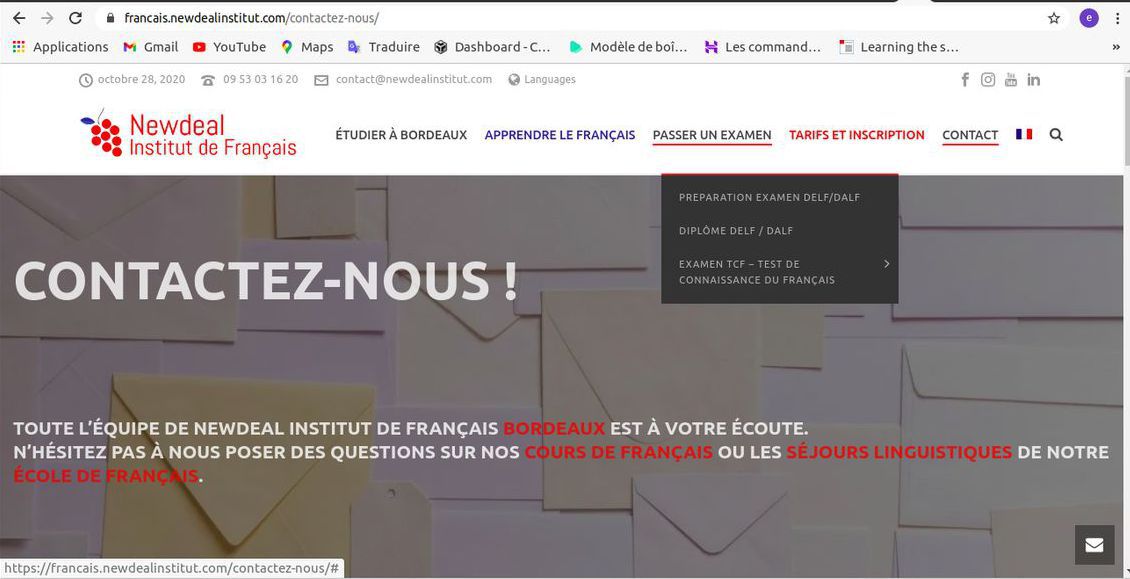 francais.newdealinstitut.com/contactez-nous/
e
Applications Gmail YouTube Maps Traduire Dashboard - C... Modèle de boî... Les command... Learning the s... »
octobre 28, 2020 09 53 03 16 20 contact@newdealinstitut.com Languages
Newdeal
Institut de Français
ÉTUDIER À BORDEAUX APPRENDRE LE FRANÇAIS PASSER UN EXAMEN TARIFS ET INSCRIPTION CONTACT
PREPARATION EXAMEN DELF/DALF
DIPLÔME DELF / DALF
EXAMEN TCF – TEST DE
CONNAISSANCE DU FRANÇAIS
CONTACTEZ-NOUS !
TOUTE L'ÉQUIPE DE NEWDEAL INSTITUT DE FRANÇAIS BORDEAUX EST À VOTRE ÉCOUTE.
N'HÉSITEZ PAS À NOUS POSER DES QUESTIONS SUR NOS COURS DE FRANÇAIS OU LES SÉJOURS LINGUISTIQUES DE NOTRE
ÉCOLE DE FRANÇAIS.
https://francais.newdealinstitut.com/contactez-nous/#